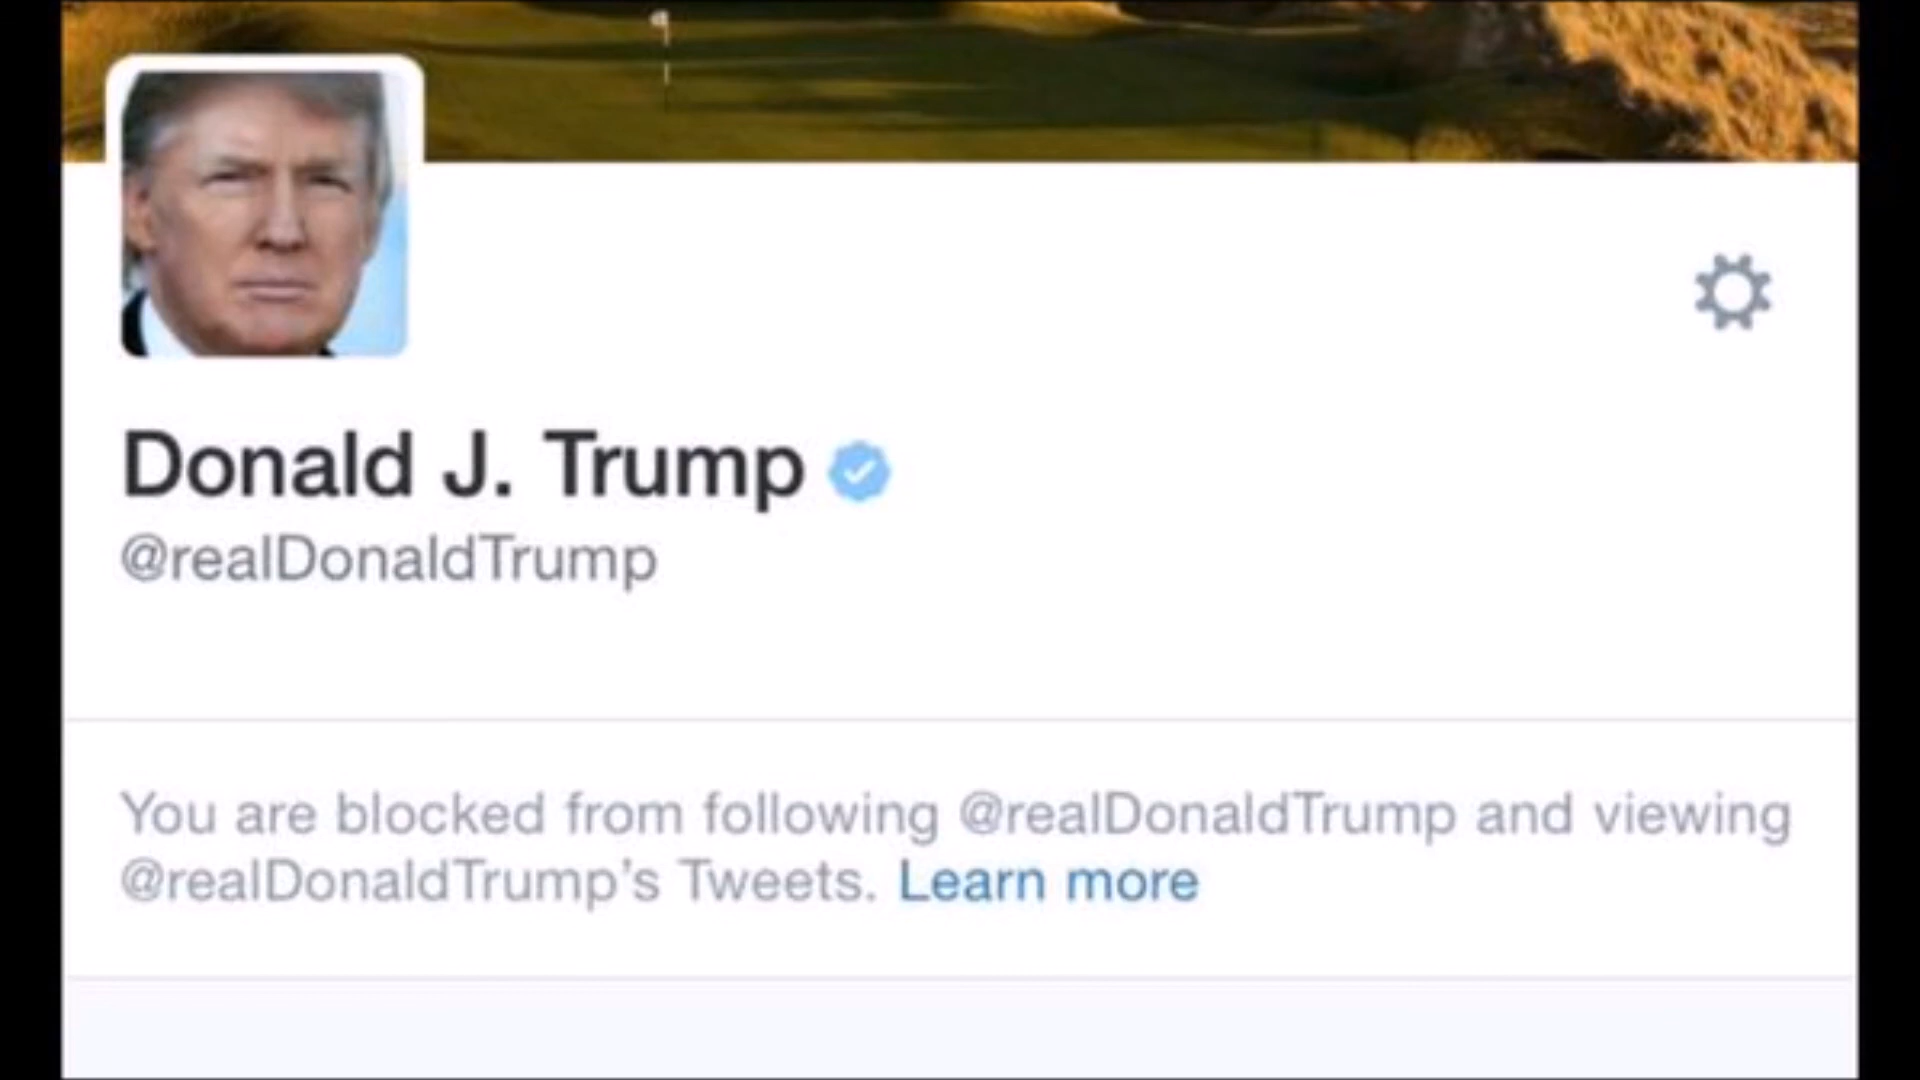 Donald J. Trump
@realDonaldTrump
You are blocked from following @realDonaldTrump and viewing
@realDonaldTrump’s Tweets. Learn more